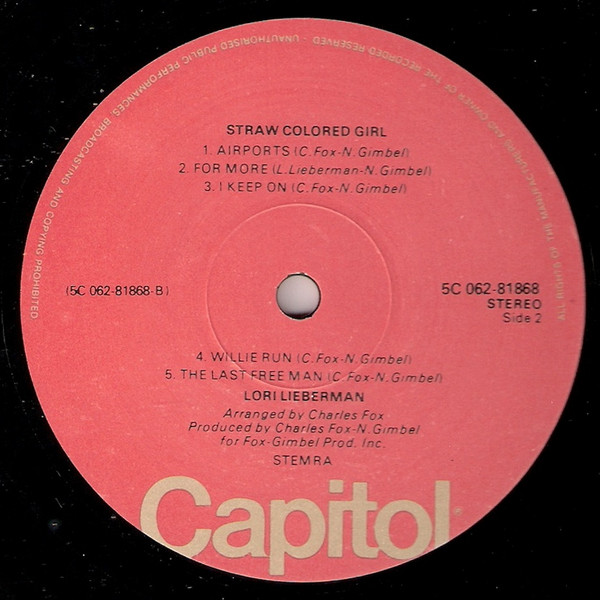 ALL RIGHTS OF THE MANUFACTURER AND OWNER OF THE RECORDED RESERVED - UNAUTHORISED PUBLIC PERFORMANCES, BROADCASTING AND COPYING PROHIBITED
STRAW COLORED GIRL
1. AIRPORTS (C.Fox-N.Gimbel)
2. FOR MORE (L.Lieberman-N.Gimbel)
3. I KEEP ON (C.Fox-N.Gimbel)
(5C 062-81868-B)
5C 062-81868
STEREO
Side 2
4. WILLIE RUN (C.Fox-N.Gimbel)
5. THE LAST FREE MAN (C.Fox-N.Gimbel)
LORI LIEBERMAN
Arranged by Charles Fox
Produced by Charles Fox-N.Gimbel
for Fox-Gimbel Prod. Inc.
STEMRA
Capitol®